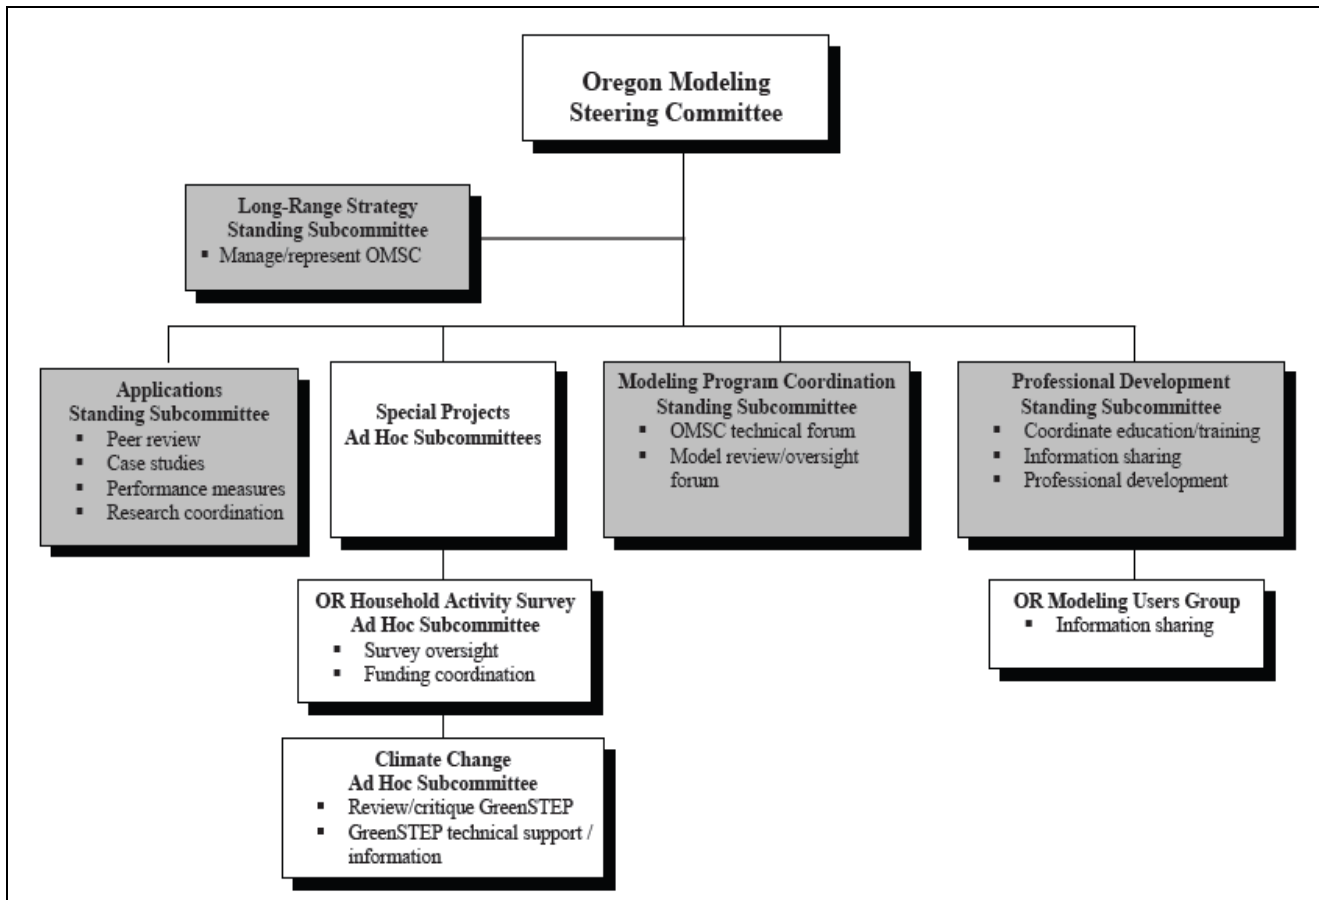 Oregon Modeling
Steering Committee
Long-Range Strategy
Standing Subcommittee
▪ Manage/represent OMSC
Applications
Standing Subcommittee
▪ Peer review
▪ Case studies
▪ Performance measures
▪ Research coordination
Special Projects
Ad Hoc Subcommittees
Modeling Program Coordination
Standing Subcommittee
▪ OMSC technical forum
▪ Model review/oversight
forum
Professional Development
Standing Subcommittee
▪ Coordinate education/training
▪ Information sharing
▪ Professional development
OR Household Activity Survey
Ad Hoc Subcommittee
▪ Survey oversight
▪ Funding coordination
OR Modeling Users Group
▪ Information sharing
Climate Change
Ad Hoc Subcommittee
▪ Review/critique GreenSTEP
▪ GreenSTEP technical support /
information